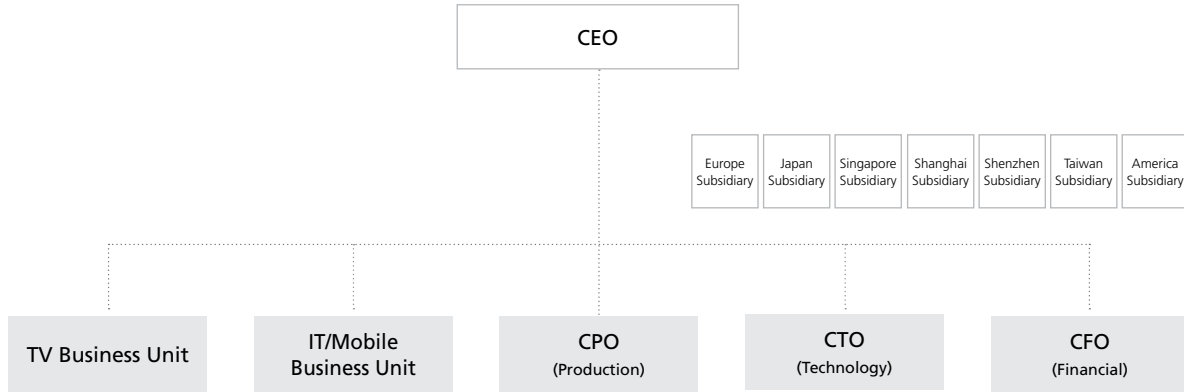 CEO
Europe
Subsidiary
Japan
Subsidiary
Singapore
Subsidiary
Shanghai
Subsidiary
Shenzhen
Subsidiary
Taiwan
Subsidiary
America
Subsidiary
TV Business Unit
IT/Mobile
Business Unit
CPO
(Production)
CTO
(Technology)
CFO
(Financial)